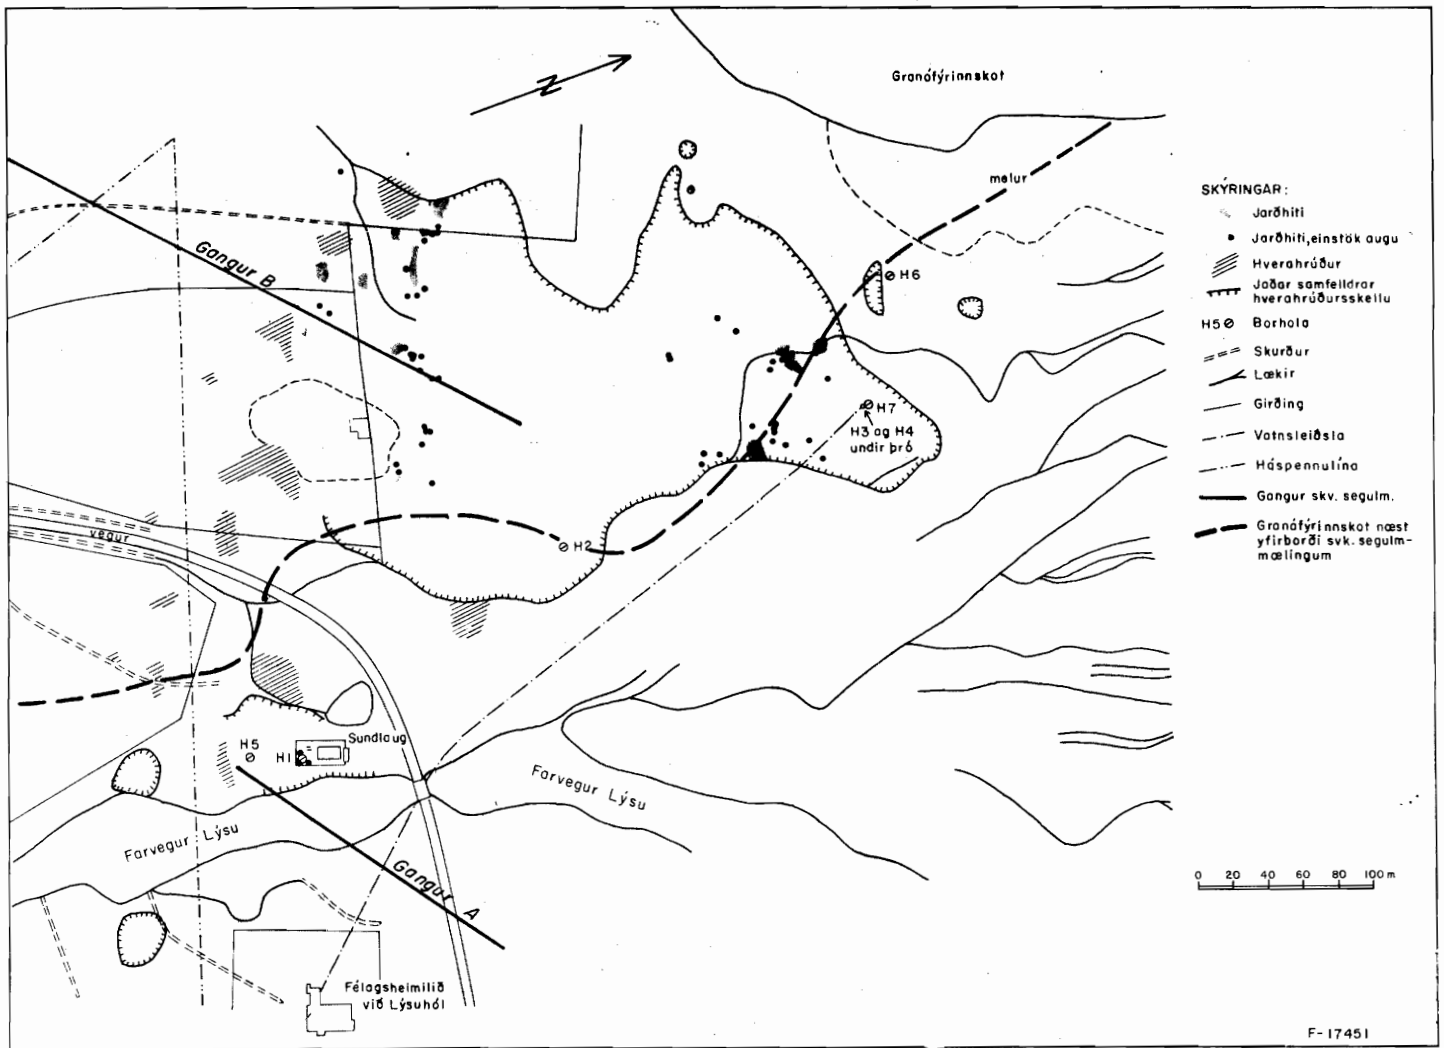 Granófýrinnskot
N
melur
Gangur B
H6
H7
H3 og H4
undir þró
H2
vegur
H5
H1
Sundlaug
Farvegur Lýsu
Farvegur Lýsu
Gangur A
Félagsheimilið
við Lýsuhól
SKÝRINGAR:
Jarðhiti
Jarðhiti, einstök augu
Hverahrúður
Jaðar samfelldrar
hverahrúðursskellu
H5 Borhola
Skurður
Lækir
Girðing
Vatnsleiðsla
Háspennulína
Gangur skv. segulm.
Granófýrinnskot næst
yfirborði svk. segulm-
mælingum
0 20 40 60 80 100 m
F-17451